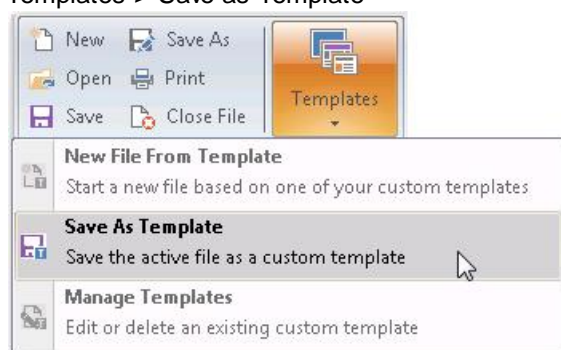 Templates > Save as Template
New Save As
Open Print
Save Close File
Templates
New File From Template
Start a new file based on one of your custom templates
Save As Template
Save the active file as a custom template
Manage Templates
Edit or delete an existing custom template